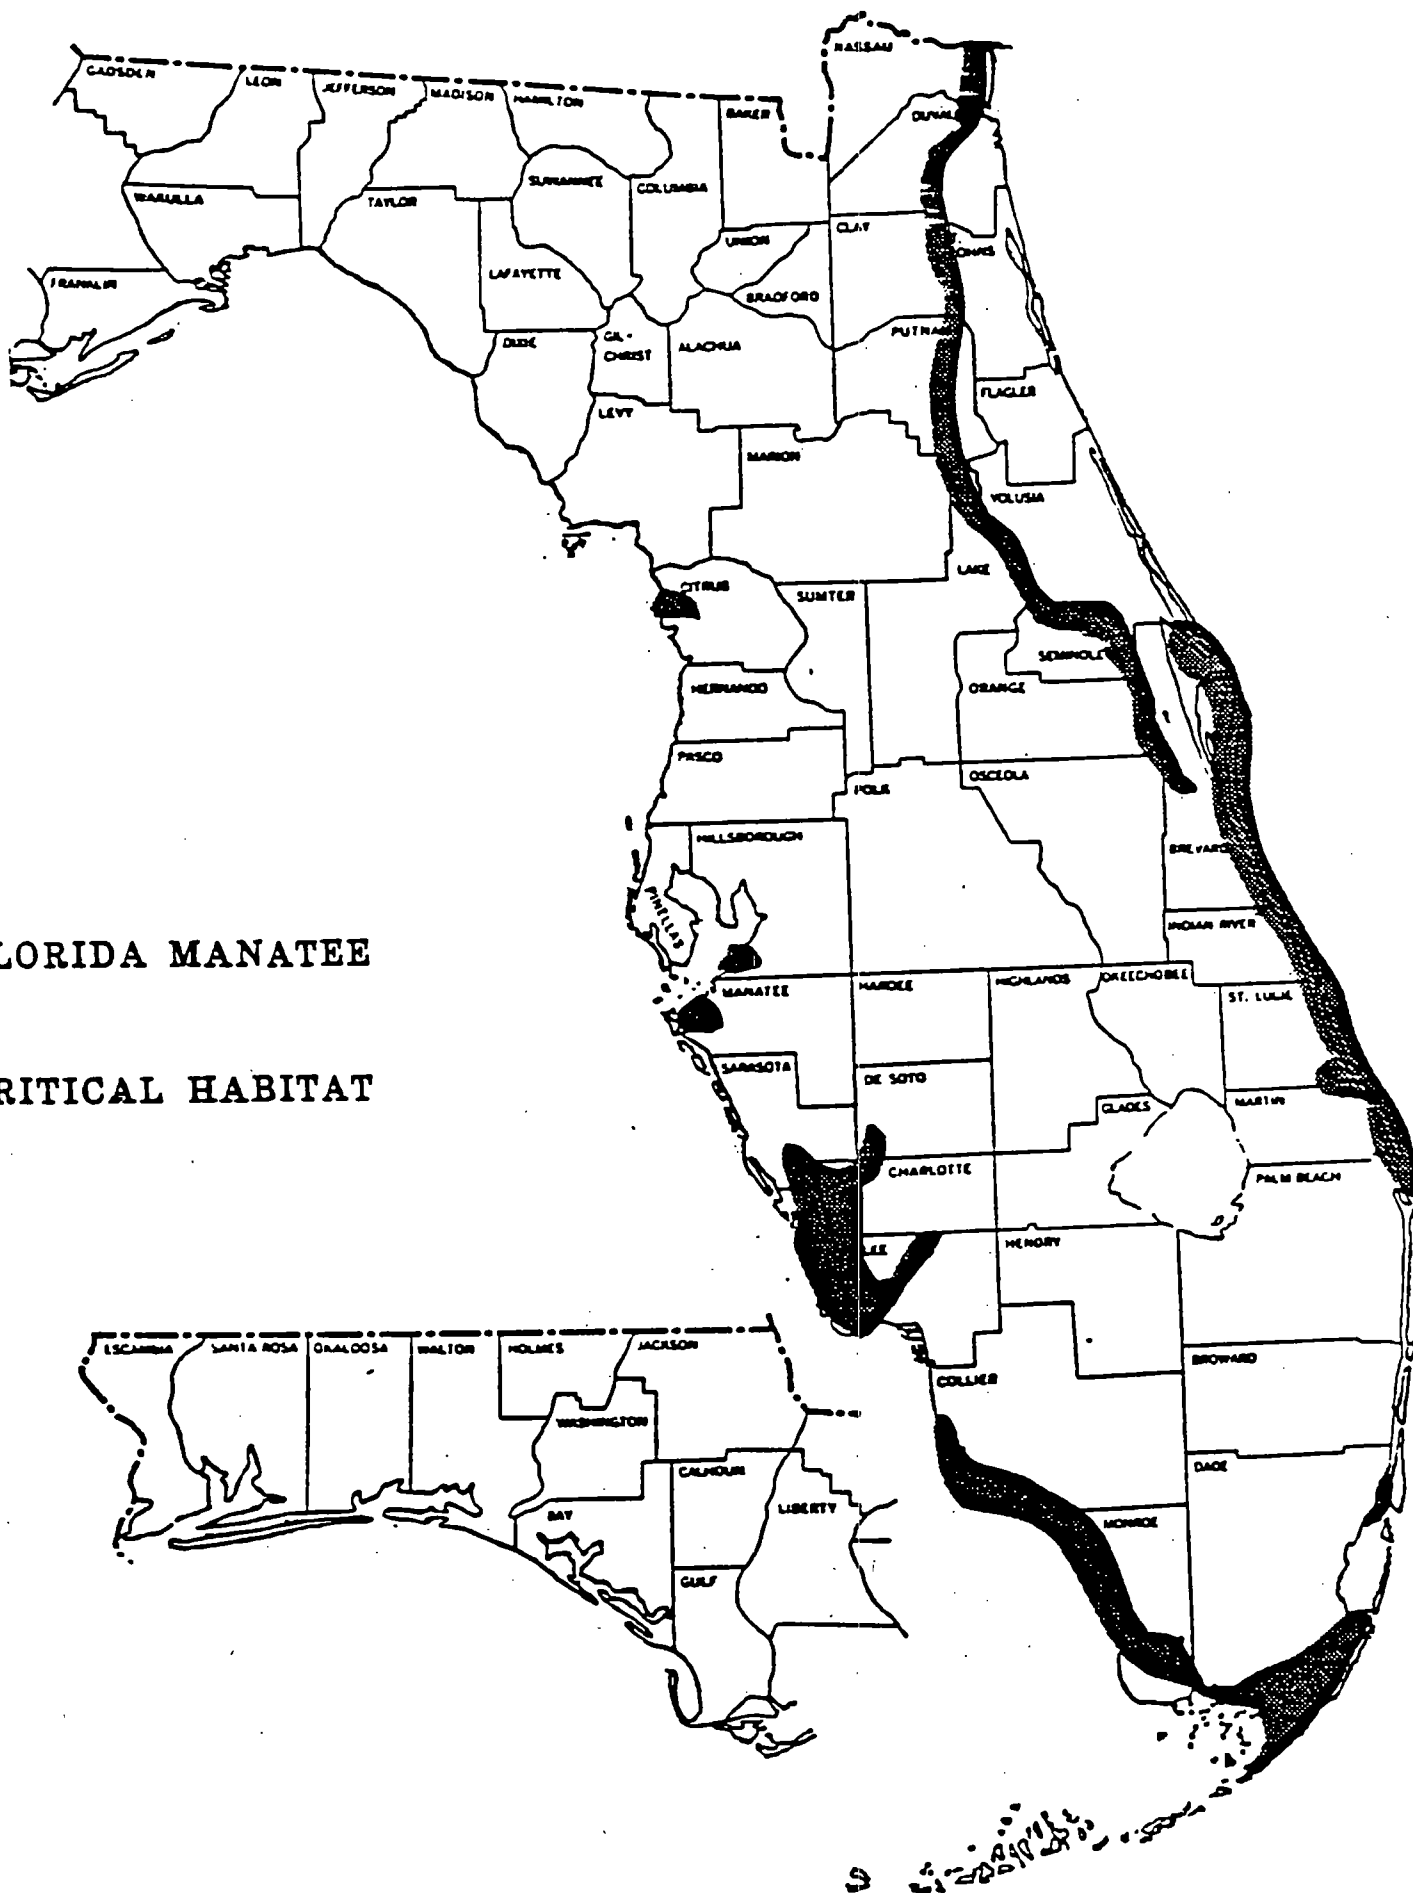 NASSAU
GADSDEN
LEON
JEFFERSON
MADISON
HAMILTON
BAKER
DUVAL
WAKULLA
TAYLOR
SUWANNEE
COLUMBIA
UNION
CLAY
JOHNS
FRANKLIN
LAFAYETTE
BRADFORD
PUTNAM
DIXIE
GIL-
CHRIST
ALACHUA
FLAGLER
LEVY
MARION
VOLUSIA
LAKE
CITRUS
SUMTER
SEMINOLE
HERNANDO
ORANGE
PASCO
POLK
OSCEOLA
HILLSBOROUGH
BREVARD
PINELLAS
INDIAN RIVER
LORIDA MANATEE
MANATEE
HARDEE
HIGHLANDS
OKEECHOBEE
ST. LUCIE
RITICAL HABITAT
SARASOTA
DE SOTO
GLADES
MARTIN
CHARLOTTE
PALM BEACH
LEE
HENDRY
ESCAMBIA
SANTA ROSA
OKALOOSA
WALTON
HOLMES
JACKSON
BROWARD
COLLIER
WASHINGTON
CALHOUN
DADE
BAY
LIBERTY
MONROE
GULF